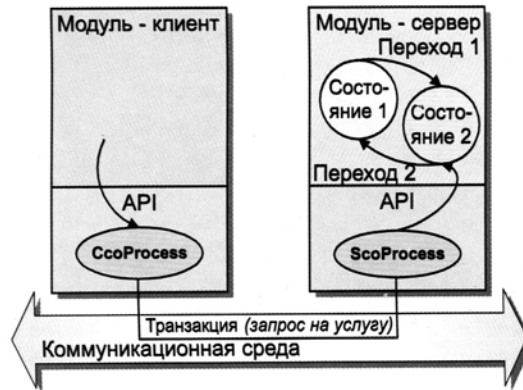 Модуль - клиент
API
CcoProcess
Модуль - сервер
Переход 1
Состо-
яние 1
Состо-
яние 2
Переход 2
API
ScoProcess
Транзакция (запрос на услугу)
Коммуникационная среда